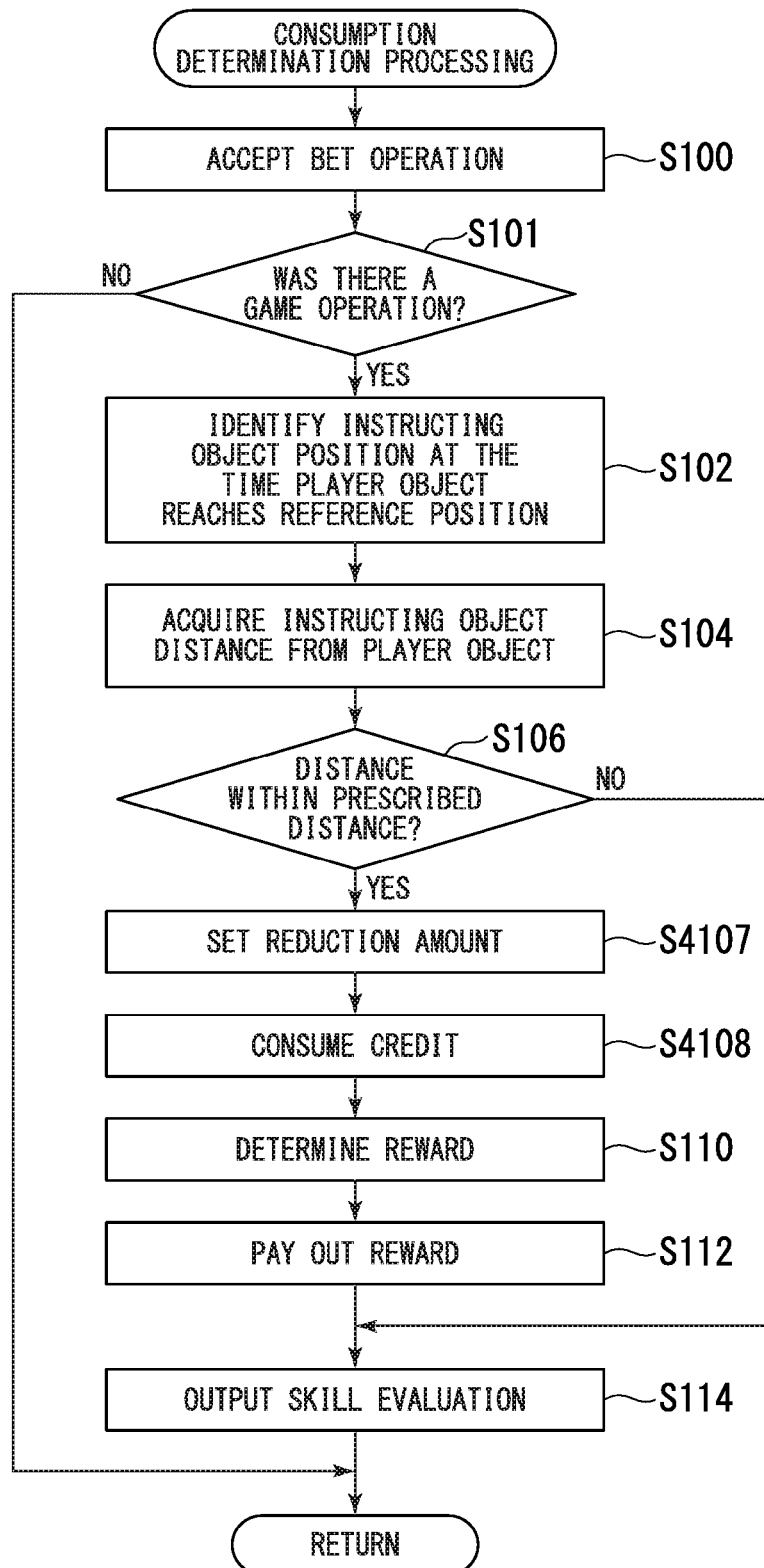 CONSUMPTION
DETERMINATION PROCESSING
ACCEPT BET OPERATION
S100
S101
NO
WAS THERE A
GAME OPERATION?
YES
IDENTIFY INSTRUCTING
OBJECT POSITION AT THE
TIME PLAYER OBJECT
REACHES REFERENCE POSITION
S102
ACQUIRE INSTRUCTING OBJECT
DISTANCE FROM PLAYER OBJECT
S104
S106
DISTANCE
WITHIN PRESCRIBED
DISTANCE?
NO
YES
SET REDUCTION AMOUNT
S4107
CONSUME CREDIT
S4108
DETERMINE REWARD
S110
PAY OUT REWARD
S112
OUTPUT SKILL EVALUATION
S114
RETURN